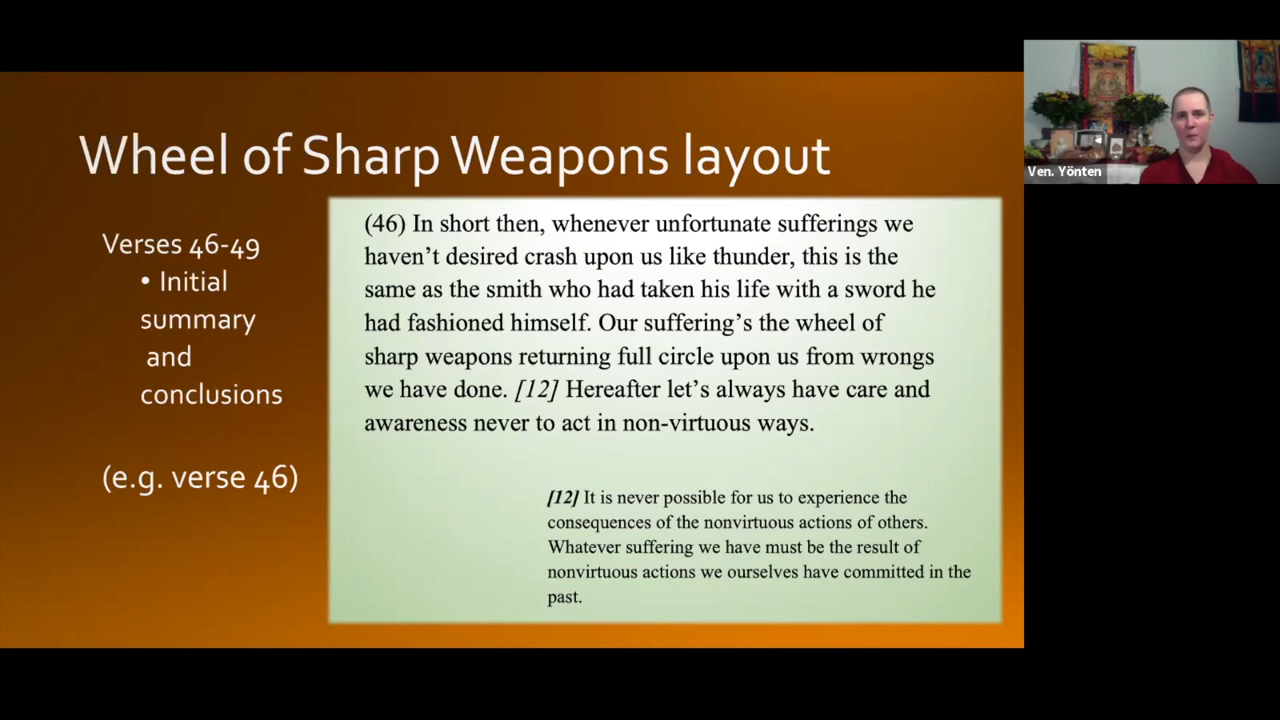 Wheel of Sharp Weapons layout
Verses 46-49
• Initial
summary
and
conclusions
(e.g. verse 46)
(46) In short then, whenever unfortunate sufferings we
haven’t desired crash upon us like thunder, this is the
same as the smith who had taken his life with a sword he
had fashioned himself. Our suffering’s the wheel of
sharp weapons returning full circle upon us from wrongs
we have done. [12] Hereafter let’s always have care and
awareness never to act in non-virtuous ways.
[12] It is never possible for us to experience the
consequences of the nonvirtuous actions of others.
Whatever suffering we have must be the result of
nonvirtuous actions we ourselves have committed in the
past.
Ven. Yönten